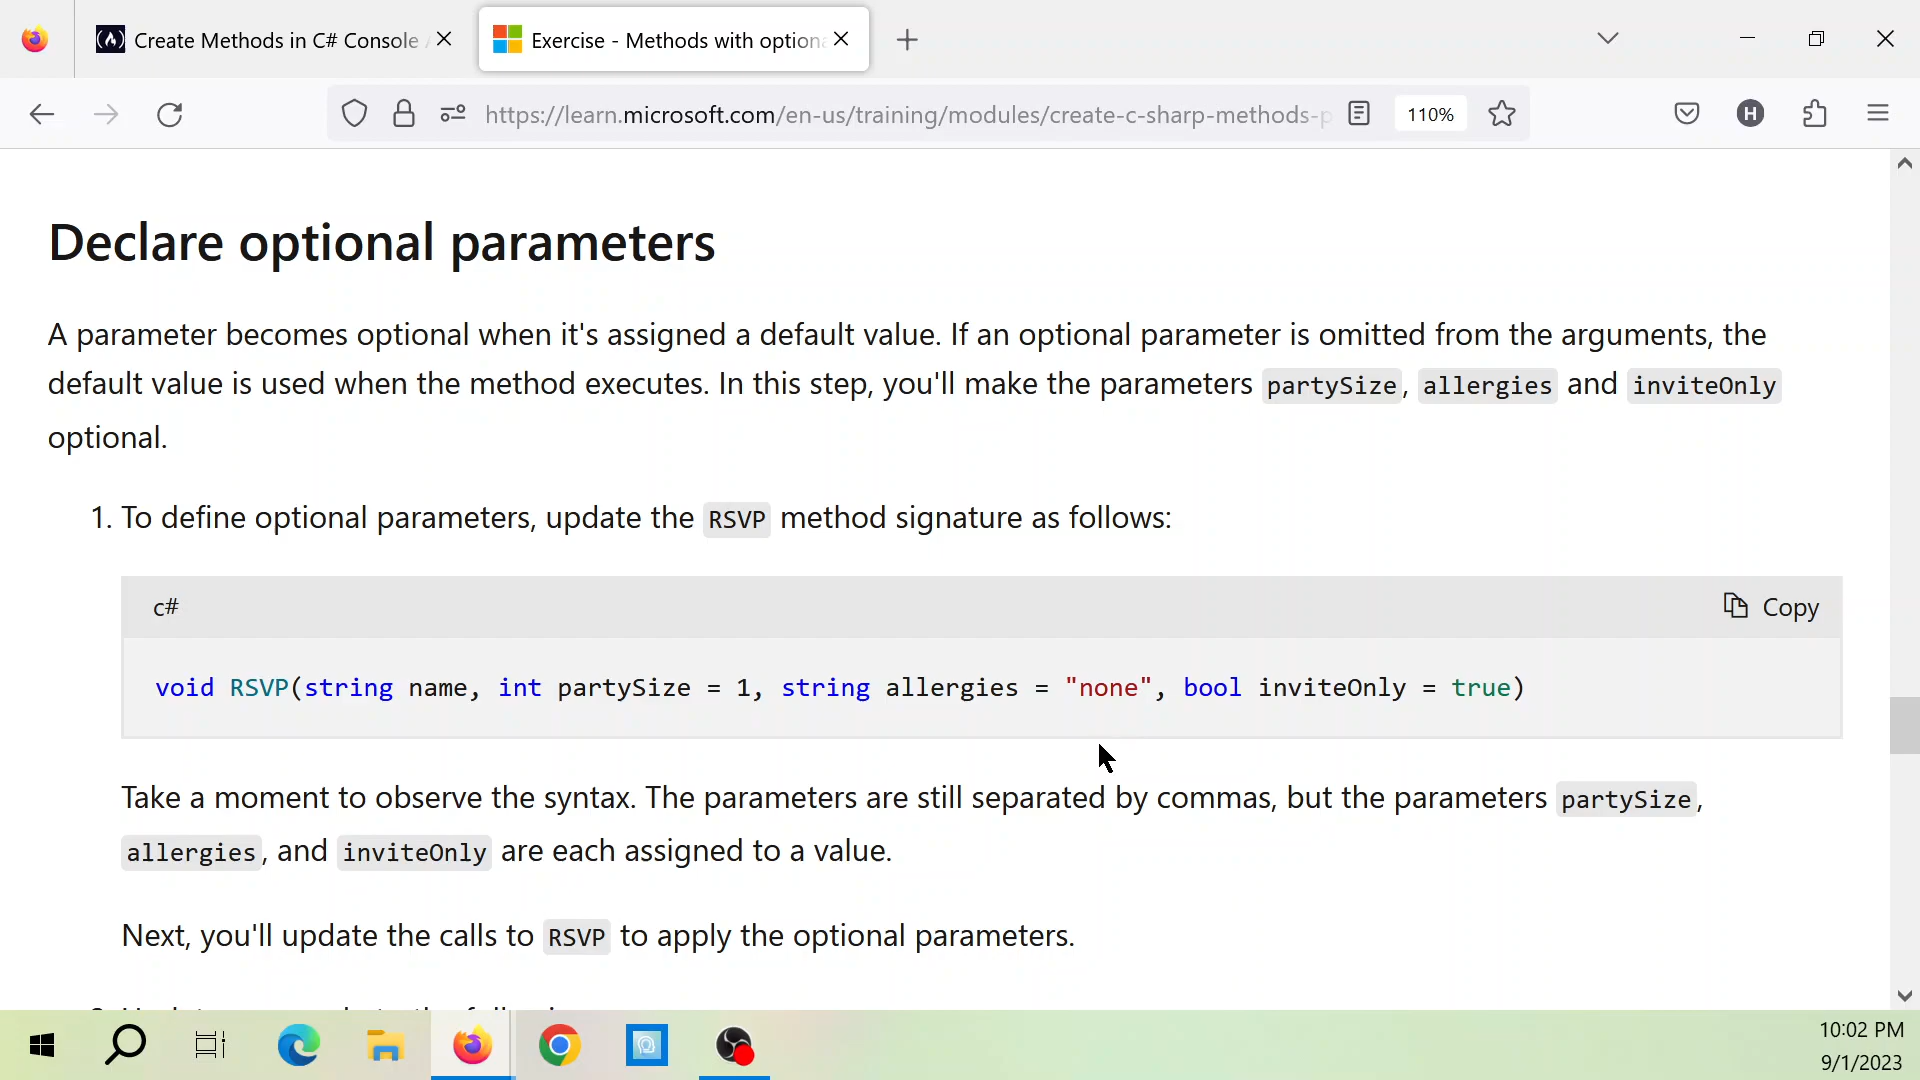 Create Methods in C# Console
Exercise - Methods with optiona
https://learn.microsoft.com/en-us/training/modules/create-c-sharp-methods-p
110%
H
Declare optional parameters
A parameter becomes optional when it's assigned a default value. If an optional parameter is omitted from the arguments, the
default value is used when the method executes. In this step, you'll make the parameters partySize, allergies and inviteOnly
optional.
1. To define optional parameters, update the RSVP method signature as follows:
c#
Copy
void RSVP(string name, int partySize = 1, string allergies = "none", bool inviteOnly = true)
Take a moment to observe the syntax. The parameters are still separated by commas, but the parameters partySize,
allergies, and inviteOnly are each assigned to a value.
Next, you'll update the calls to RSVP to apply the optional parameters.
10:02 PM
9/1/2023